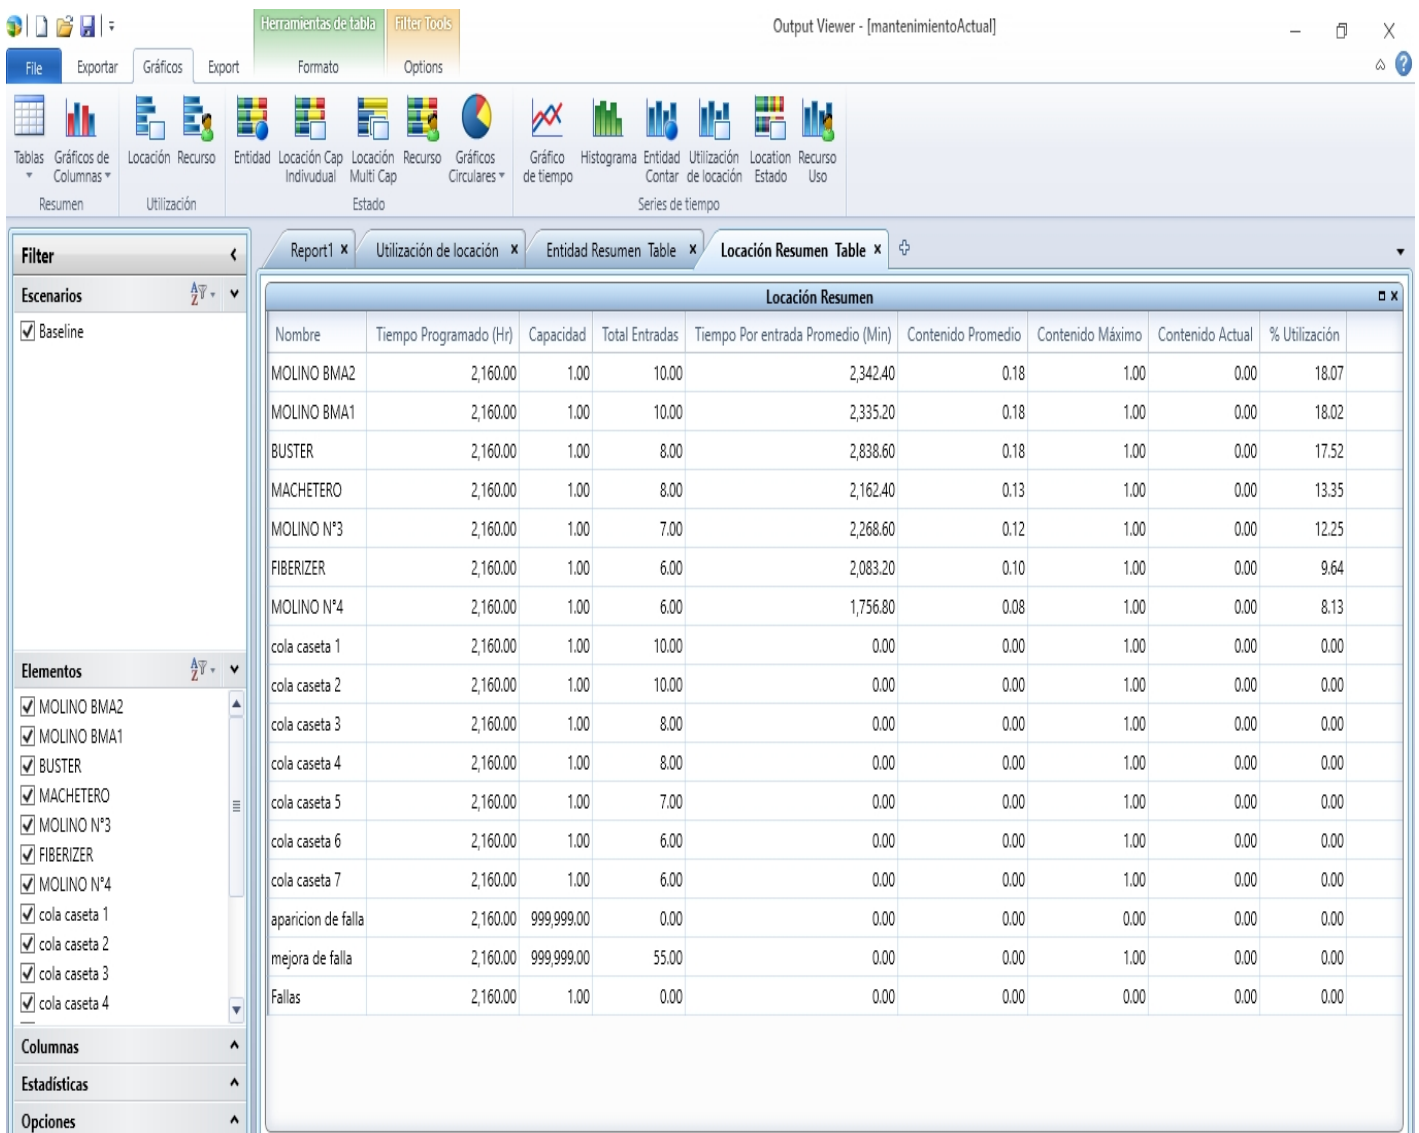 Herramientas de tabla Filter Tools Output Viewer - [mantenimientoActual]
File Exportar Gráficos Export Formato Options
Tablas Gráficos de Columnas Locación Recurso Entidad Locación Cap Indivudual Locación Multi Cap Recurso Gráficos Circulares Gráfico de tiempo Histograma Entidad Contar Utilización de locación Location Estado Recurso Uso
Resumen Utilización Estado Series de tiempo
Filter
Report1 Utilización de locación Entidad Resumen Table Locación Resumen Table
Escenarios
Baseline
Elementos
MOLINO BMA2
MOLINO BMA1
BUSTER
MACHETERO
MOLINO N°3
FIBERIZER
MOLINO N°4
cola caseta 1
cola caseta 2
cola caseta 3
cola caseta 4
Columnas
Estadísticas
Opciones
Locación Resumen
Nombre Tiempo Programado (Hr) Capacidad Total Entradas Tiempo Por entrada Promedio (Min) Contenido Promedio Contenido Máximo Contenido Actual % Utilización
MOLINO BMA2 2,160.00 1.00 10.00 2,342.40 0.18 1.00 0.00 18.07
MOLINO BMA1 2,160.00 1.00 10.00 2,335.20 0.18 1.00 0.00 18.02
BUSTER 2,160.00 1.00 8.00 2,838.60 0.18 1.00 0.00 17.52
MACHETERO 2,160.00 1.00 8.00 2,162.40 0.13 1.00 0.00 13.35
MOLINO N°3 2,160.00 1.00 7.00 2,268.60 0.12 1.00 0.00 12.25
FIBERIZER 2,160.00 1.00 6.00 2,083.20 0.10 1.00 0.00 9.64
MOLINO N°4 2,160.00 1.00 6.00 1,756.80 0.08 1.00 0.00 8.13
cola caseta 1 2,160.00 1.00 10.00 0.00 0.00 1.00 0.00 0.00
cola caseta 2 2,160.00 1.00 10.00 0.00 0.00 1.00 0.00 0.00
cola caseta 3 2,160.00 1.00 8.00 0.00 0.00 1.00 0.00 0.00
cola caseta 4 2,160.00 1.00 8.00 0.00 0.00 1.00 0.00 0.00
cola caseta 5 2,160.00 1.00 7.00 0.00 0.00 1.00 0.00 0.00
cola caseta 6 2,160.00 1.00 6.00 0.00 0.00 1.00 0.00 0.00
cola caseta 7 2,160.00 1.00 6.00 0.00 0.00 1.00 0.00 0.00
aparicion de falla 2,160.00 999,999.00 0.00 0.00 0.00 0.00 0.00 0.00
mejora de falla 2,160.00 999,999.00 55.00 0.00 0.00 1.00 0.00 0.00
Fallas 2,160.00 1.00 0.00 0.00 0.00 0.00 0.00 0.00